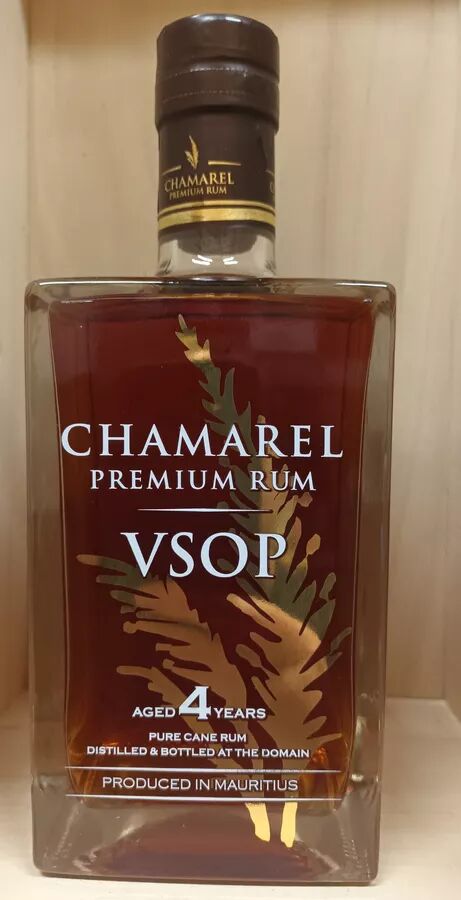 CHAMAREL
PREMIUM RUM
CHAMAREL
PREMIUM RUM
VSOP
AGED 4 YEARS
PURE CANE RUM
DISTILLED & BOTTLED AT THE DOMAIN
PRODUCED IN MAURITIUS